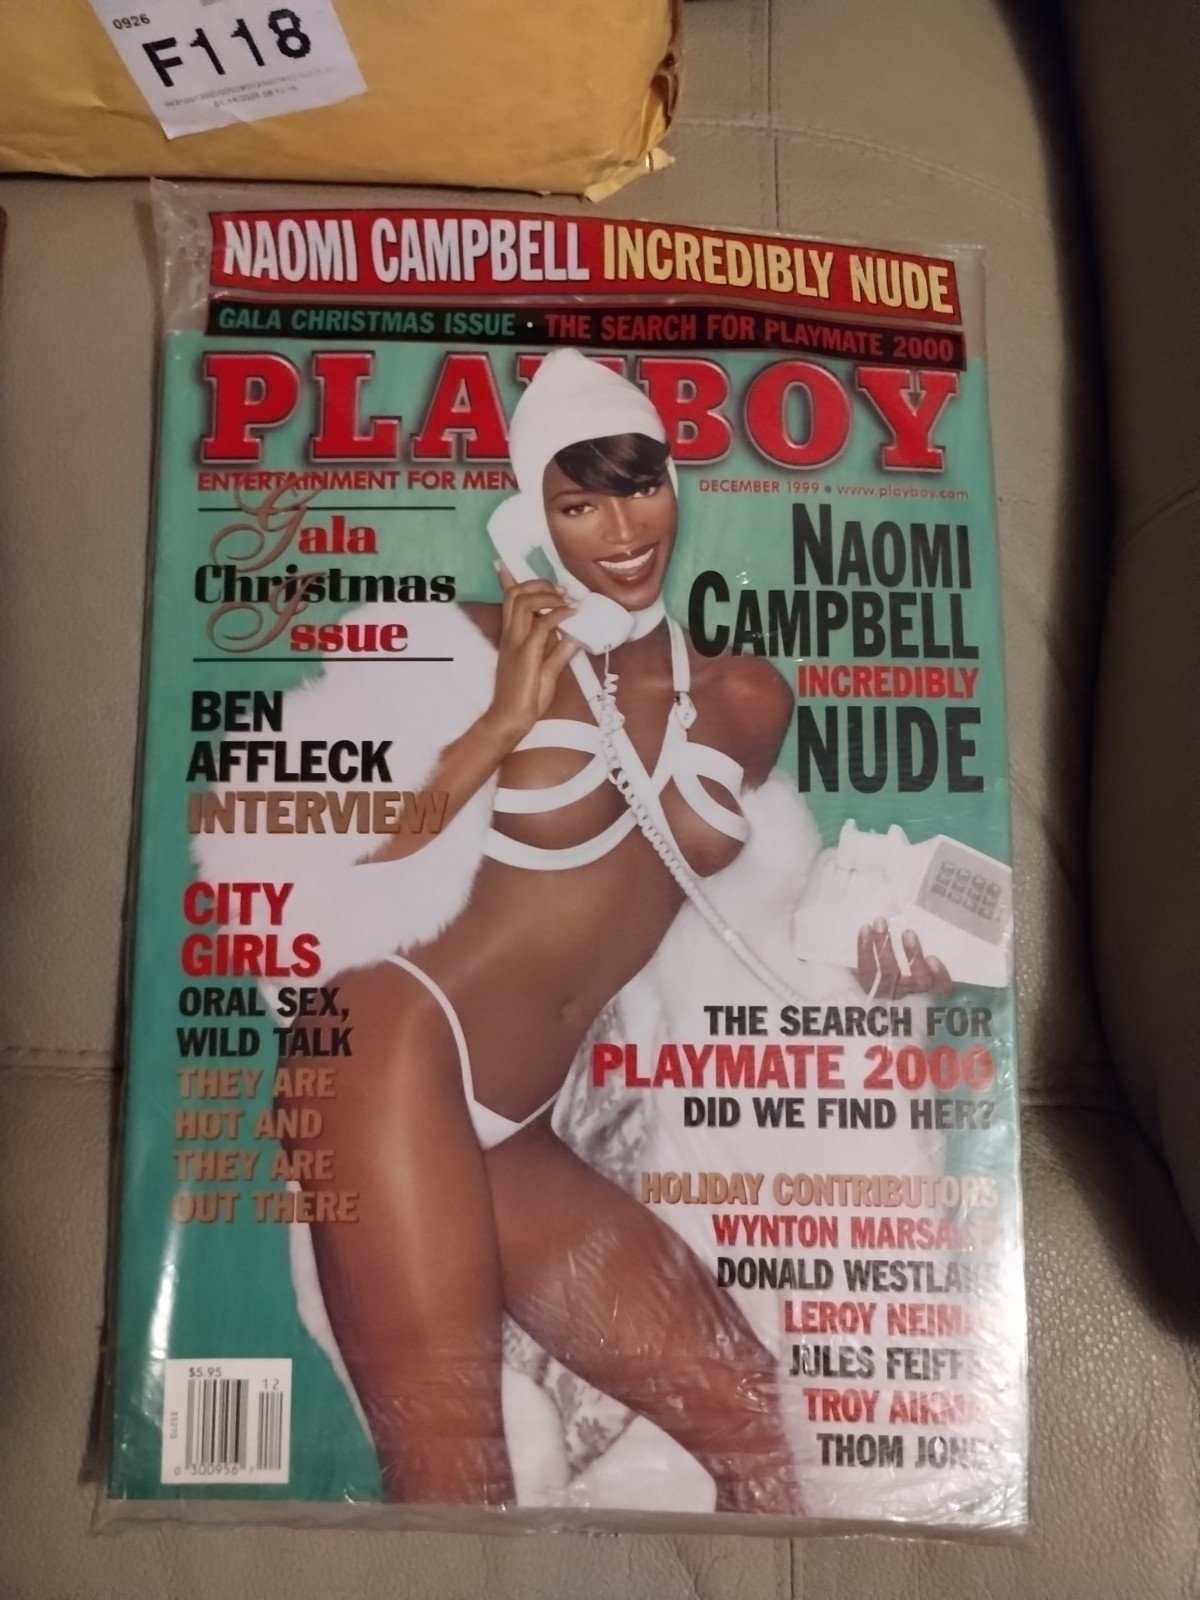 0926
F118
NAOMI CAMPBELL INCREDIBLY NUDE
GALA CHRISTMAS ISSUE • THE SEARCH FOR PLAYMATE 2000
PLAYBOY
ENTERTAINMENT FOR MEN
DECEMBER 1999 • www.playboy.com
Gala
Christmas
Issue
NAOMI
CAMPBELL
INCREDIBLY
NUDE
BEN
AFFLECK
INTERVIEW
CITY
GIRLS
ORAL SEX,
WILD TALK
THEY ARE
HOT AND
THEY ARE
OUT THERE
THE SEARCH FOR
PLAYMATE 2000
DID WE FIND HER?
HOLIDAY CONTRIBUTORS
WYNTON MARSALIS
DONALD WESTLAKE
LEROY NEIMAN
JULES FEIFFER
TROY AIKMAN
THOM JONES
$5.95
12
0 300956 7